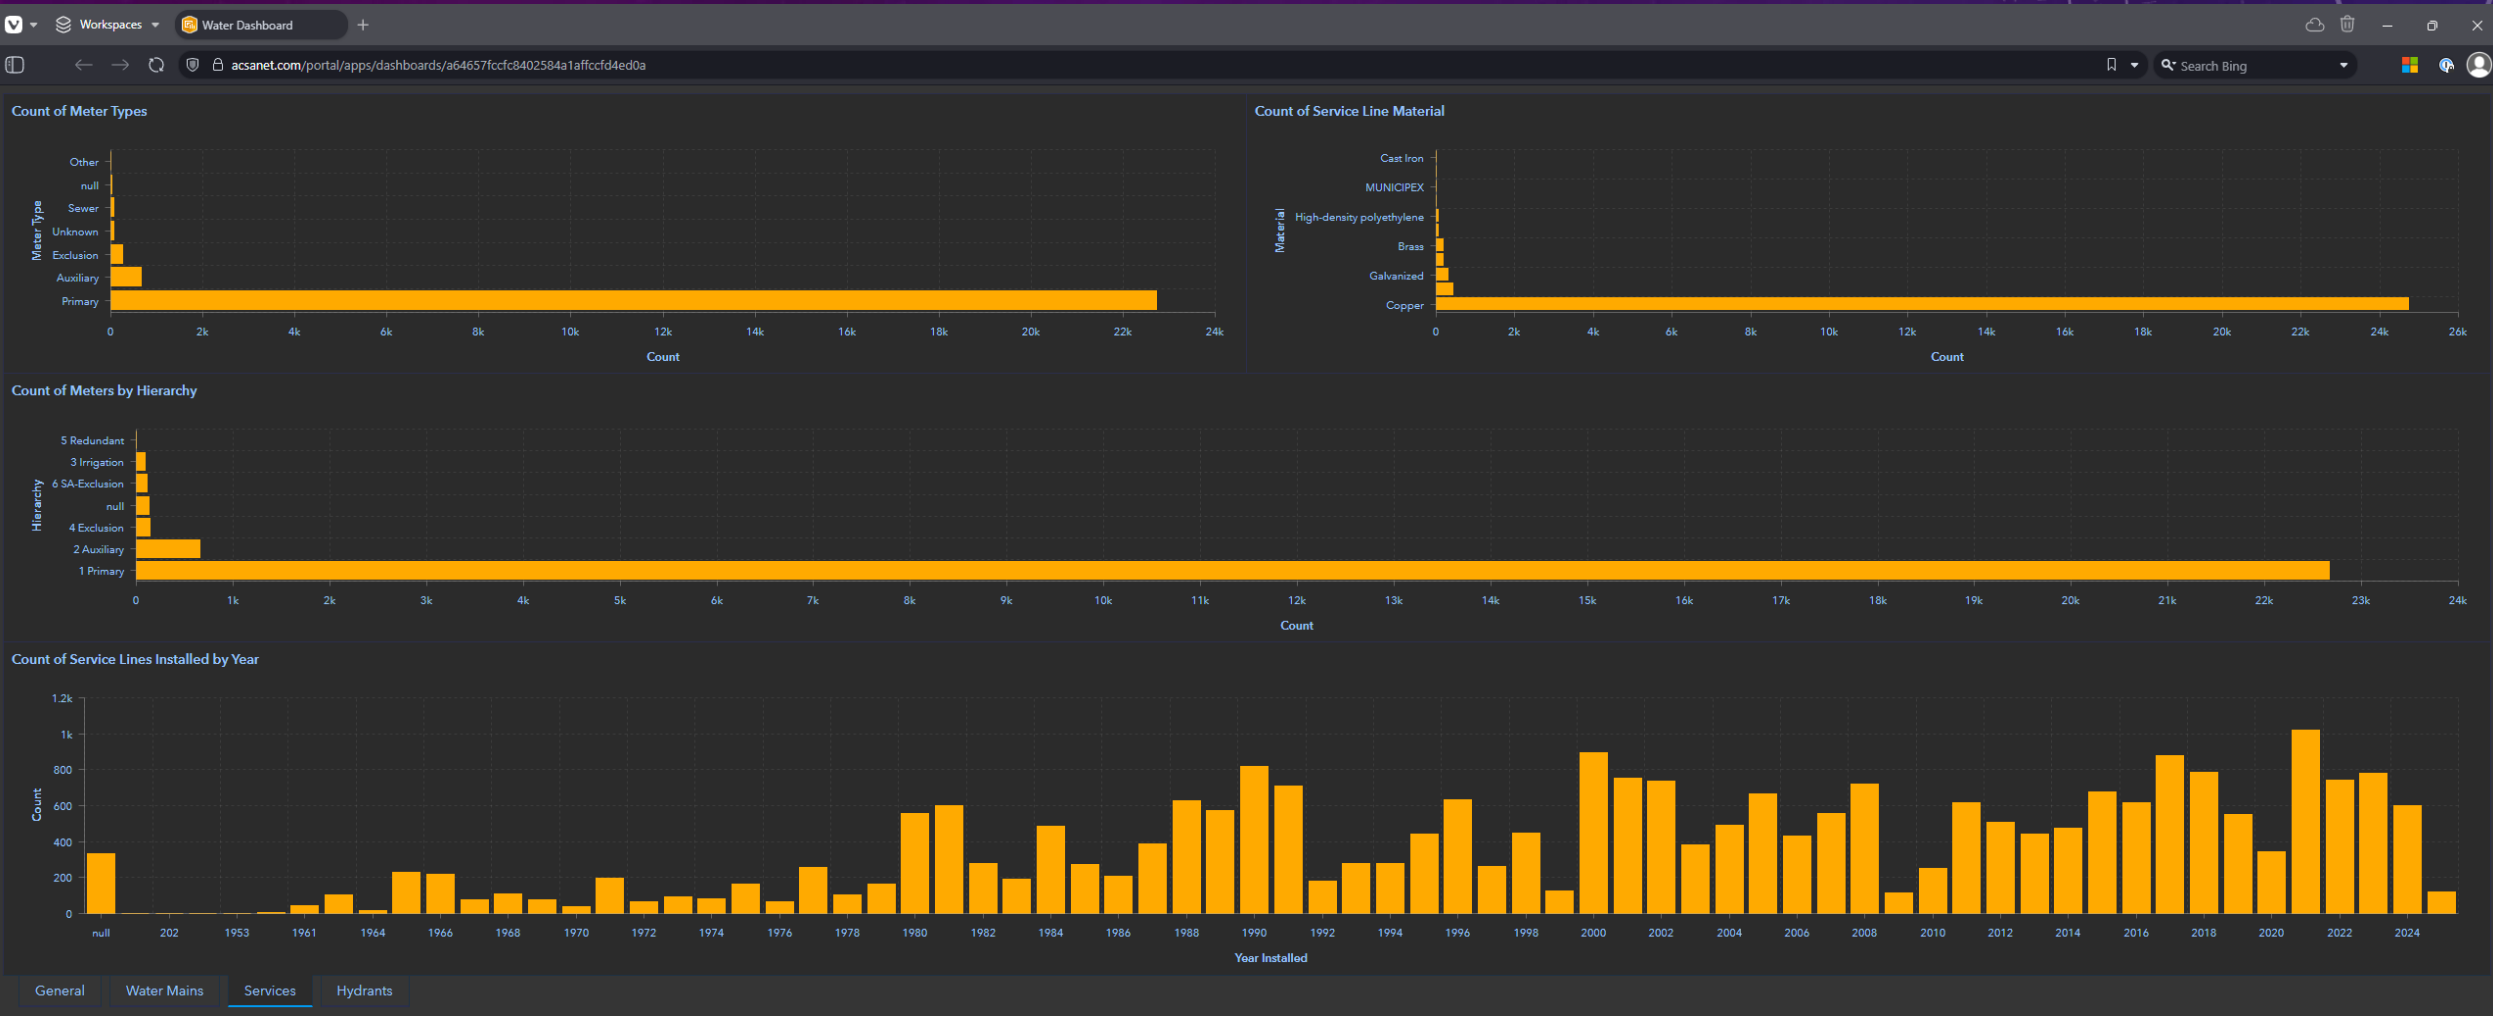 Workspaces
Water Dashboard
acsanet.com/portal/apps/dashboards/a64657fccfc8402584a1affccfd4ed0a
Search Bing
Count of Meter Types
Meter Type
Other
null
Sewer
Unknown
Exclusion
Auxiliary
Primary
0 2k 4k 6k 8k 10k 12k 14k 16k 18k 20k 22k 24k
Count
Count of Service Line Material
Material
Cast Iron
MUNICIPEX
High-density polyethylene
Brass
Galvanized
Copper
0 2k 4k 6k 8k 10k 12k 14k 16k 18k 20k 22k 24k 26k
Count
Count of Meters by Hierarchy
Hierarchy
5 Redundant
3 Irrigation
6 SA-Exclusion
null
4 Exclusion
2 Auxiliary
1 Primary
0 1k 2k 3k 4k 5k 6k 7k 8k 9k 10k 11k 12k 13k 14k 15k 16k 17k 18k 19k 20k 21k 22k 23k 24k
Count
Count of Service Lines Installed by Year
Count
1.2k
1k
800
600
400
200
0
null 202 1953 1961 1964 1966 1968 1970 1972 1974 1976 1978 1980 1982 1984 1986 1988 1990 1992 1994 1996 1998 2000 2002 2004 2006 2008 2010 2012 2014 2016 2018 2020 2022 2024
Year Installed
General Water Mains Services Hydrants